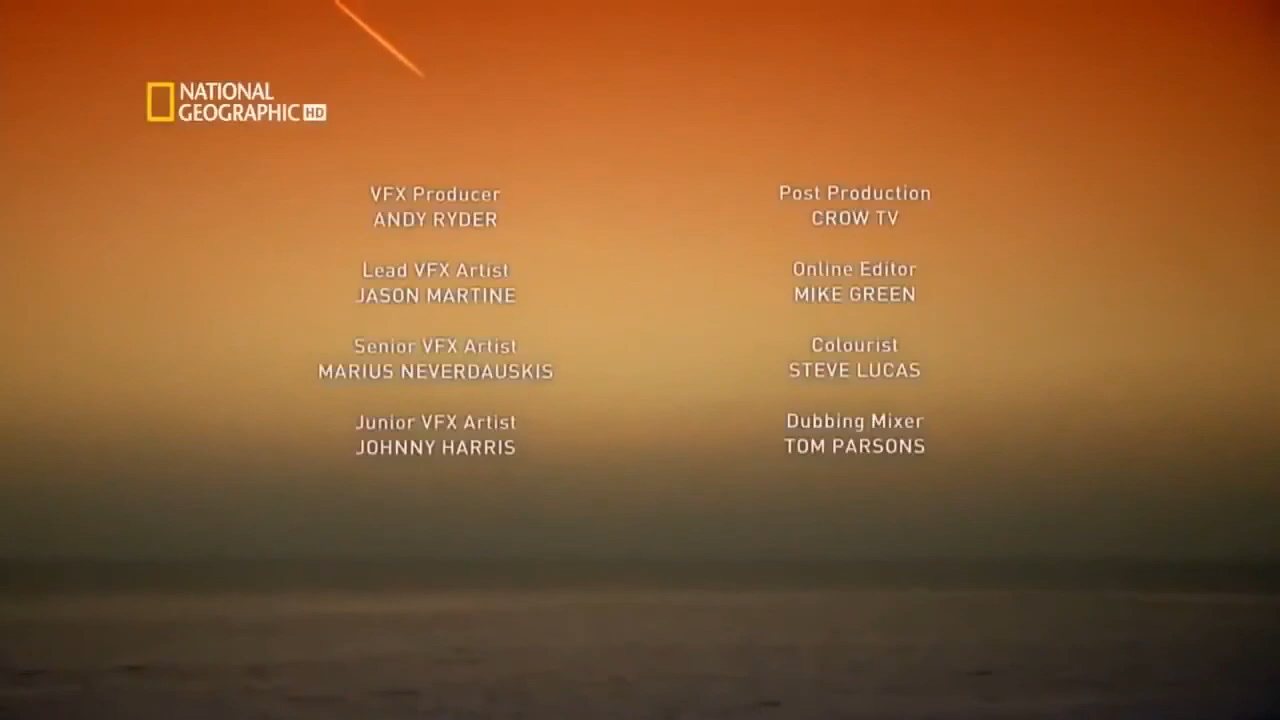 NATIONAL
GEOGRAPHIC HD
VFX Producer
ANDY RYDER
Lead VFX Artist
JASON MARTINE
Senior VFX Artist
MARIUS NEVERDAUSKIS
Junior VFX Artist
JOHNNY HARRIS
Post Production
CROW TV
Online Editor
MIKE GREEN
Colourist
STEVE LUCAS
Dubbing Mixer
TOM PARSONS